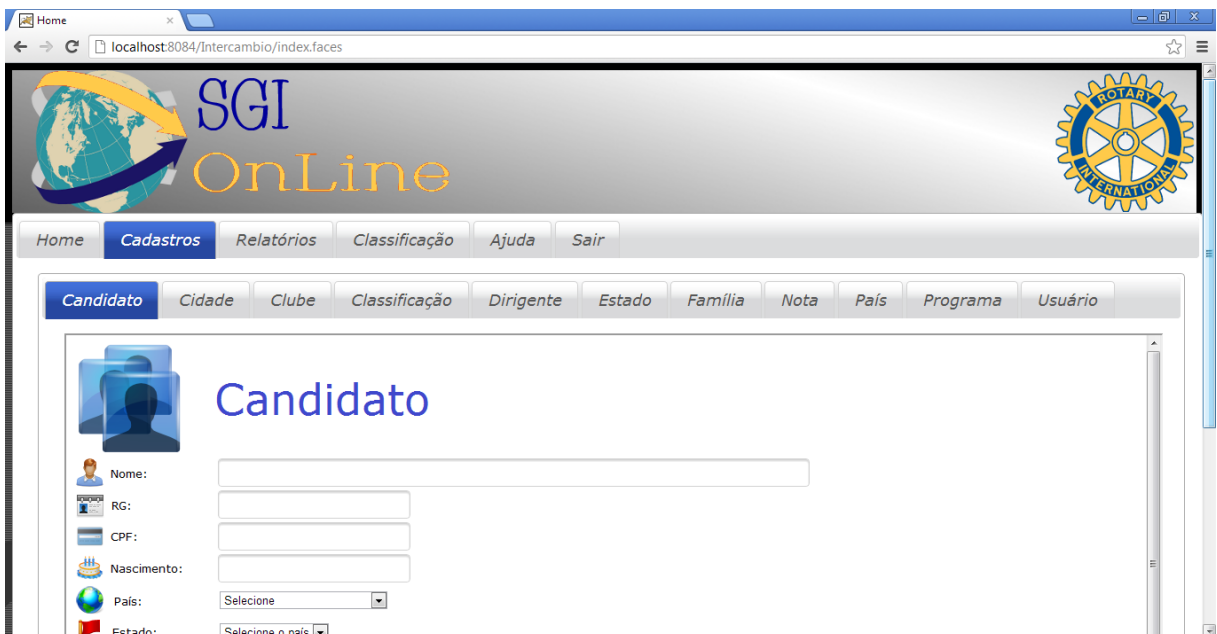 Home
localhost:8084/Intercambio/index.faces
SGI
OnLine
ROTARY
INTERNATIONAL
Home Cadastros Relatórios Classificação Ajuda Sair
Candidato Cidade Clube Classificação Dirigente Estado Família Nota País Programa Usuário
Candidato
Nome:
RG:
CPF:
Nascimento:
País: Selecione
Estado: Selecione o país